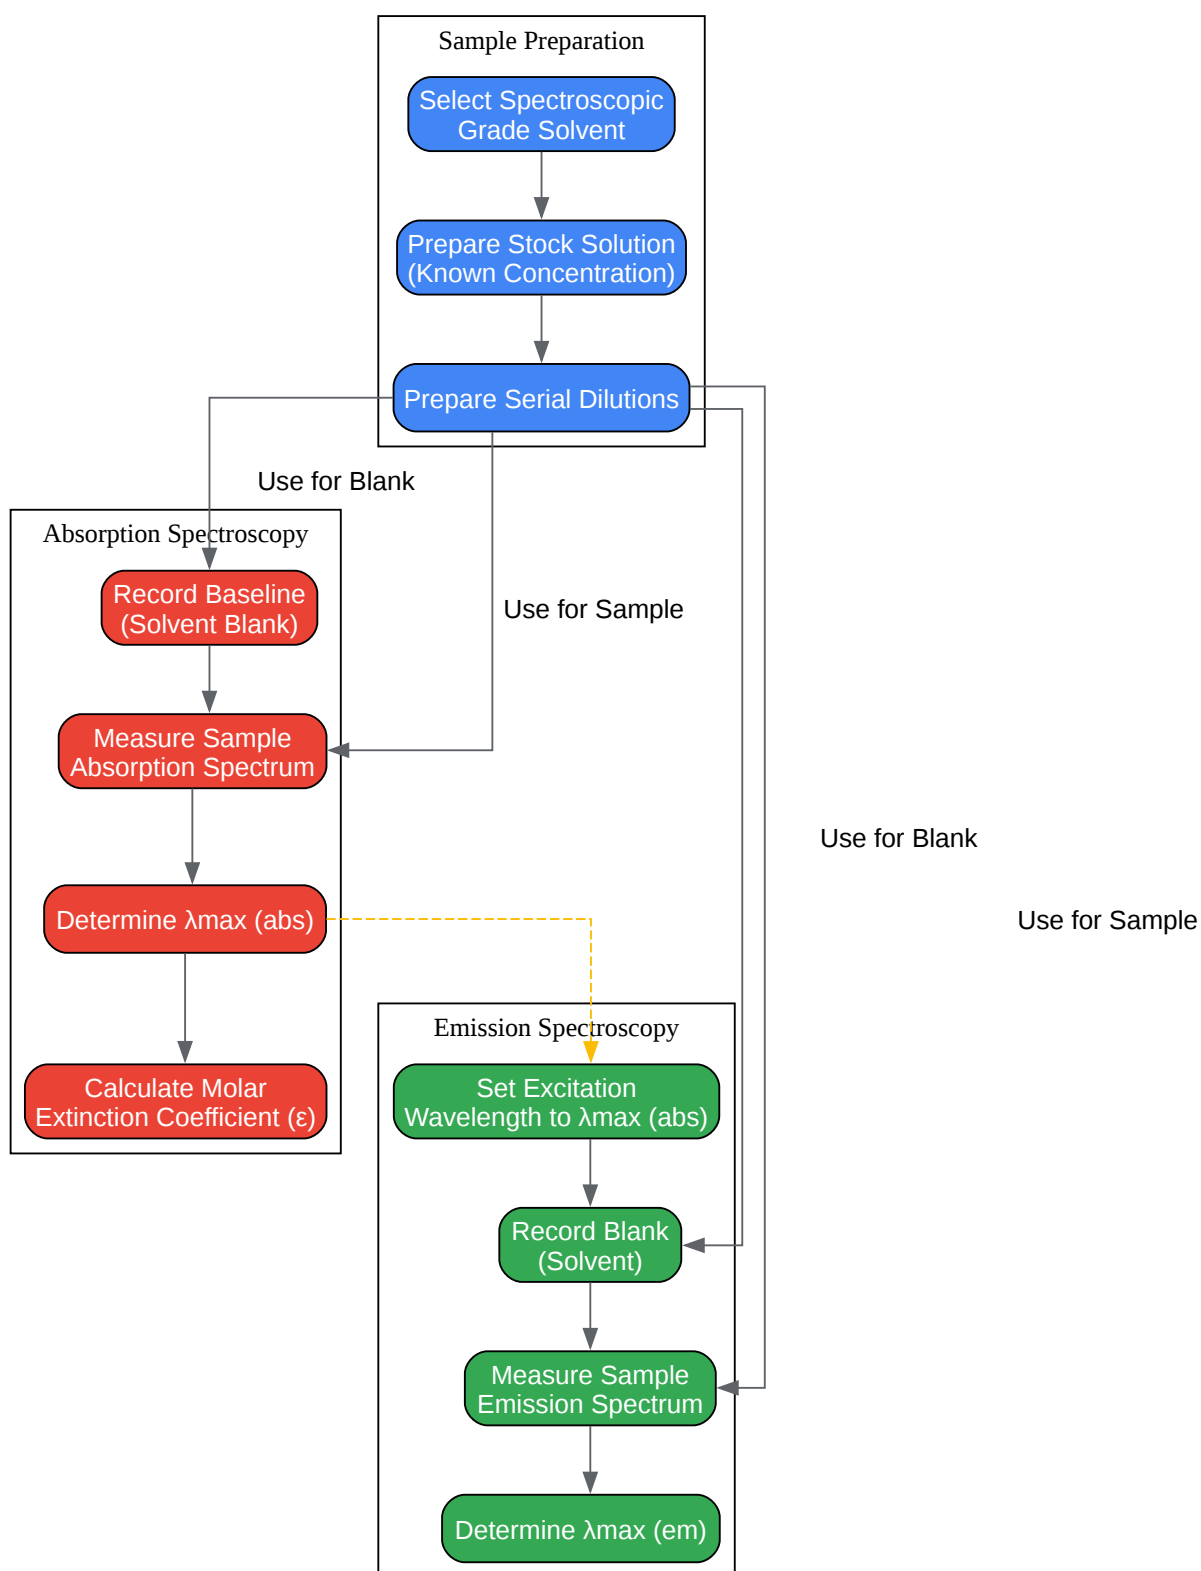 Sample Preparation
Select Spectroscopic
Grade Solvent
Prepare Stock Solution
(Known Concentration)
Prepare Serial Dilutions
Use for Blank
Absorption Spectroscopy
Record Baseline
(Solvent Blank)
Use for Sample
Measure Sample
Absorption Spectrum
Use for Blank
Determine λmax (abs)
Use for Sample
Emission Spectroscopy
Calculate Molar
Extinction Coefficient (ε)
Set Excitation
Wavelength to λmax (abs)
Record Blank
(Solvent)
Measure Sample
Emission Spectrum
Determine λmax (em)